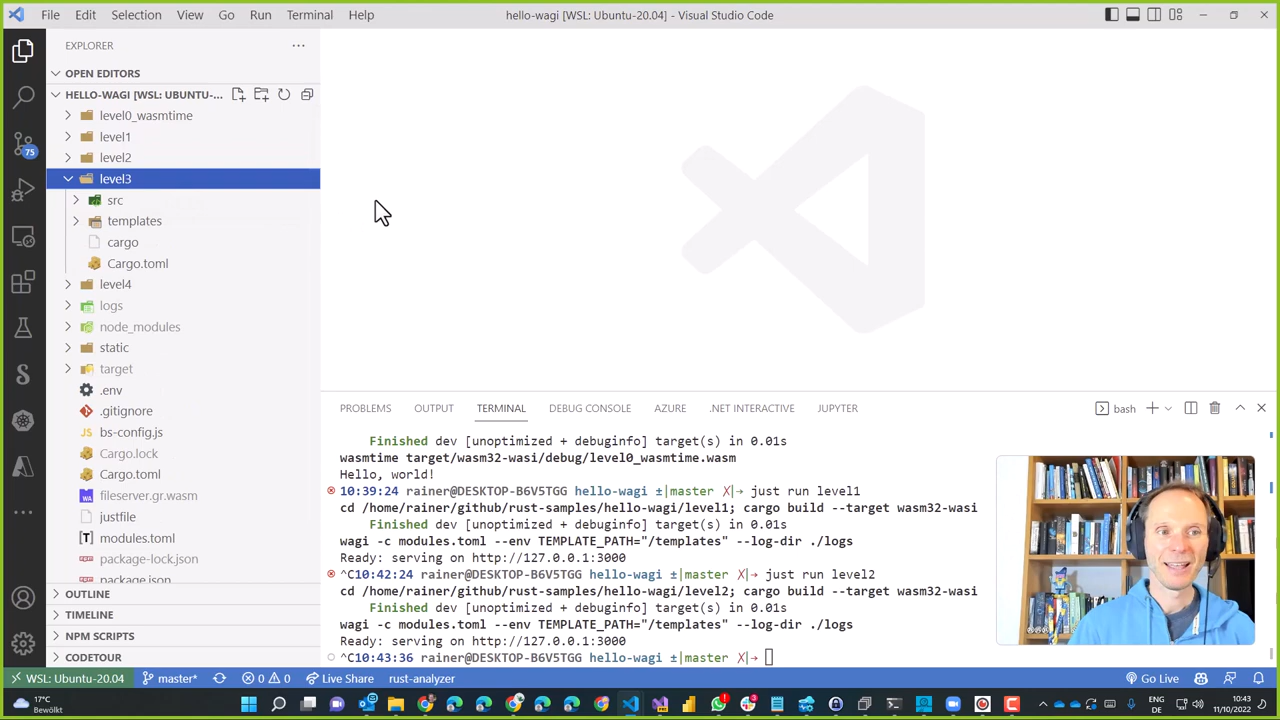 File Edit Selection View Go Run Terminal Help
hello-wagi [WSL: Ubuntu-20.04] - Visual Studio Code
EXPLORER
OPEN EDITORS
HELLO-WAGI [WSL: UBUNTU-...
level0_wasmtime
level1
level2
level3
src
templates
cargo
Cargo.toml
level4
logs
node_modules
static
target
.env
.gitignore
JS bs-config.js
Cargo.lock
Cargo.toml
fileserver.gr.wasm
justfile
[T] modules.toml
package-lock.json
package.json
OUTLINE
TIMELINE
NPM SCRIPTS
CODETOUR
75
PROBLEMS OUTPUT TERMINAL DEBUG CONSOLE AZURE .NET INTERACTIVE JUPYTER
bash
Finished dev [unoptimized + debuginfo] target(s) in 0.01s
wasmtime target/wasm32-wasi/debug/level0_wasmtime.wasm
Hello, world!
10:39:24 rainer@DESKTOP-B6V5TGG hello-wagi ±|master X|→ just run level1
cd /home/rainer/github/rust-samples/hello-wagi/level1; cargo build --target wasm32-wasi
Finished dev [unoptimized + debuginfo] target(s) in 0.01s
wagi -c modules.toml --env TEMPLATE_PATH="/templates" --log-dir ./logs
Ready: serving on http://127.0.0.1:3000
^C10:42:24 rainer@DESKTOP-B6V5TGG hello-wagi ±|master X|→ just run level2
cd /home/rainer/github/rust-samples/hello-wagi/level2; cargo build --target wasm32-wasi
Finished dev [unoptimized + debuginfo] target(s) in 0.01s
wagi -c modules.toml --env TEMPLATE_PATH="/templates" --log-dir ./logs
Ready: serving on http://127.0.0.1:3000
^C10:43:36 rainer@DESKTOP-B6V5TGG hello-wagi ±|master X|→
WSL: Ubuntu-20.04 master* 0 0 Live Share rust-analyzer Go Live
17°C
Bewölkt
ENG
DE
10:43
11/10/2022